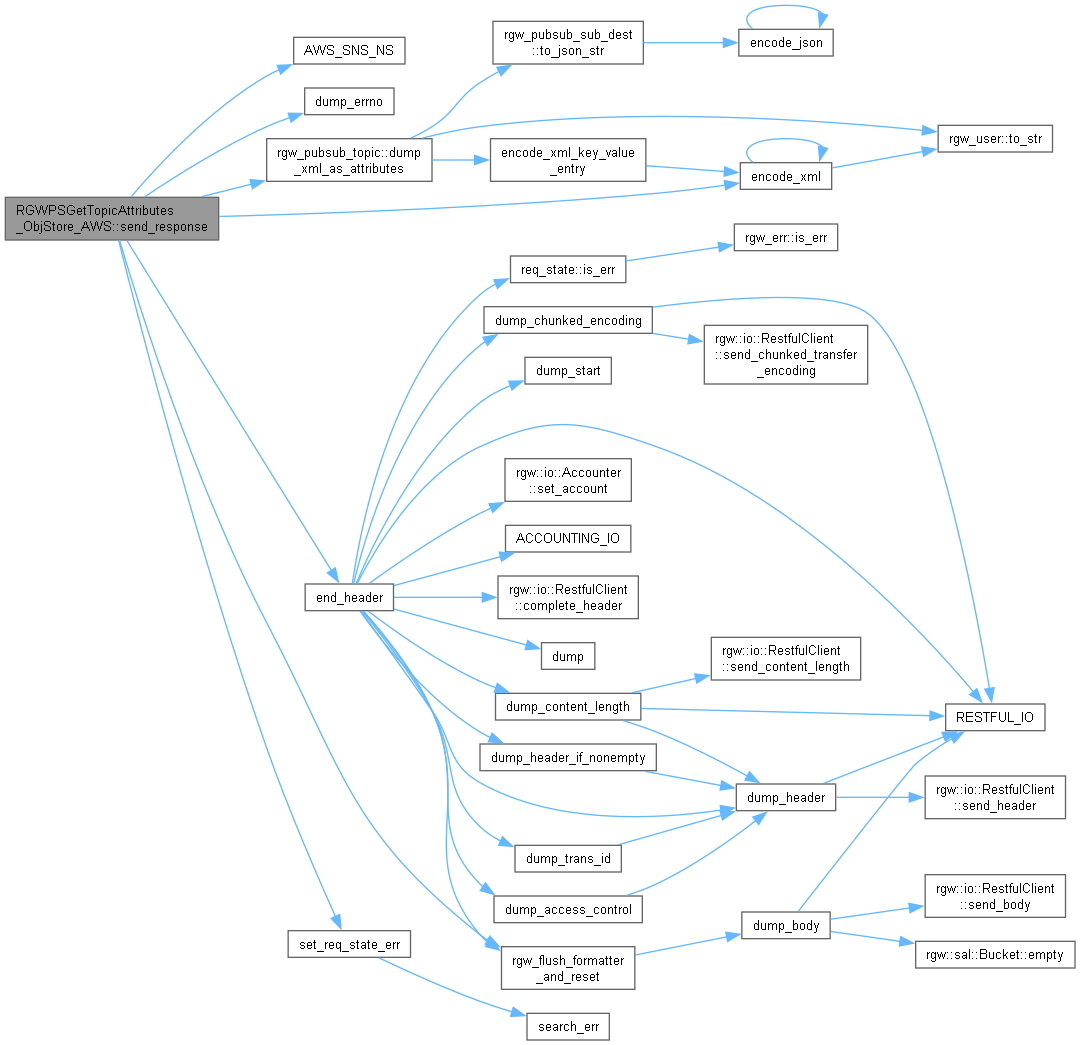 RGWPSGetTopicAttributes
_ObjStore_AWS::send_response
AWS_SNS_NS
dump_errno
rgw_pubsub_topic::dump
_xml_as_attributes
rgw_pubsub_sub_dest
::to_json_str
encode_json
encode_xml_key_value
_entry
encode_xml
rgw_user::to_str
req_state::is_err
rgw_err::is_err
dump_chunked_encoding
rgw::io::RestfulClient
::send_chunked_transfer
_encoding
dump_start
rgw::io::Accounter
::set_account
ACCOUNTING_IO
end_header
rgw::io::RestfulClient
::complete_header
dump
rgw::io::RestfulClient
::send_content_length
dump_content_length
RESTFUL_IO
dump_header_if_nonempty
dump_header
rgw::io::RestfulClient
::send_header
dump_trans_id
dump_access_control
dump_body
rgw::io::RestfulClient
::send_body
set_req_state_err
rgw_flush_formatter
_and_reset
rgw::sal::Bucket::empty
search_err